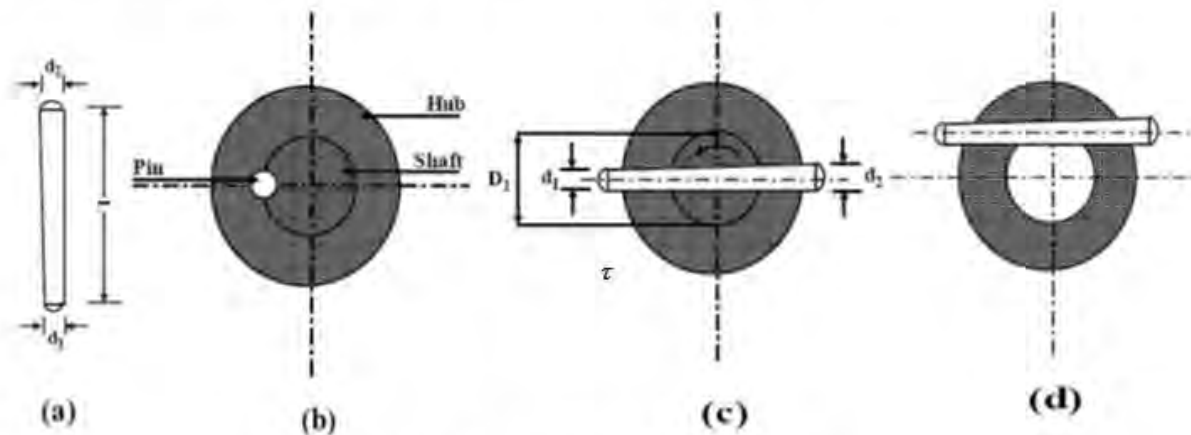 d₂
l
d₁
(a)
Hub
Shaft
Pin
(b)
D₁
d₁
d₂
τ
(c)
(d)